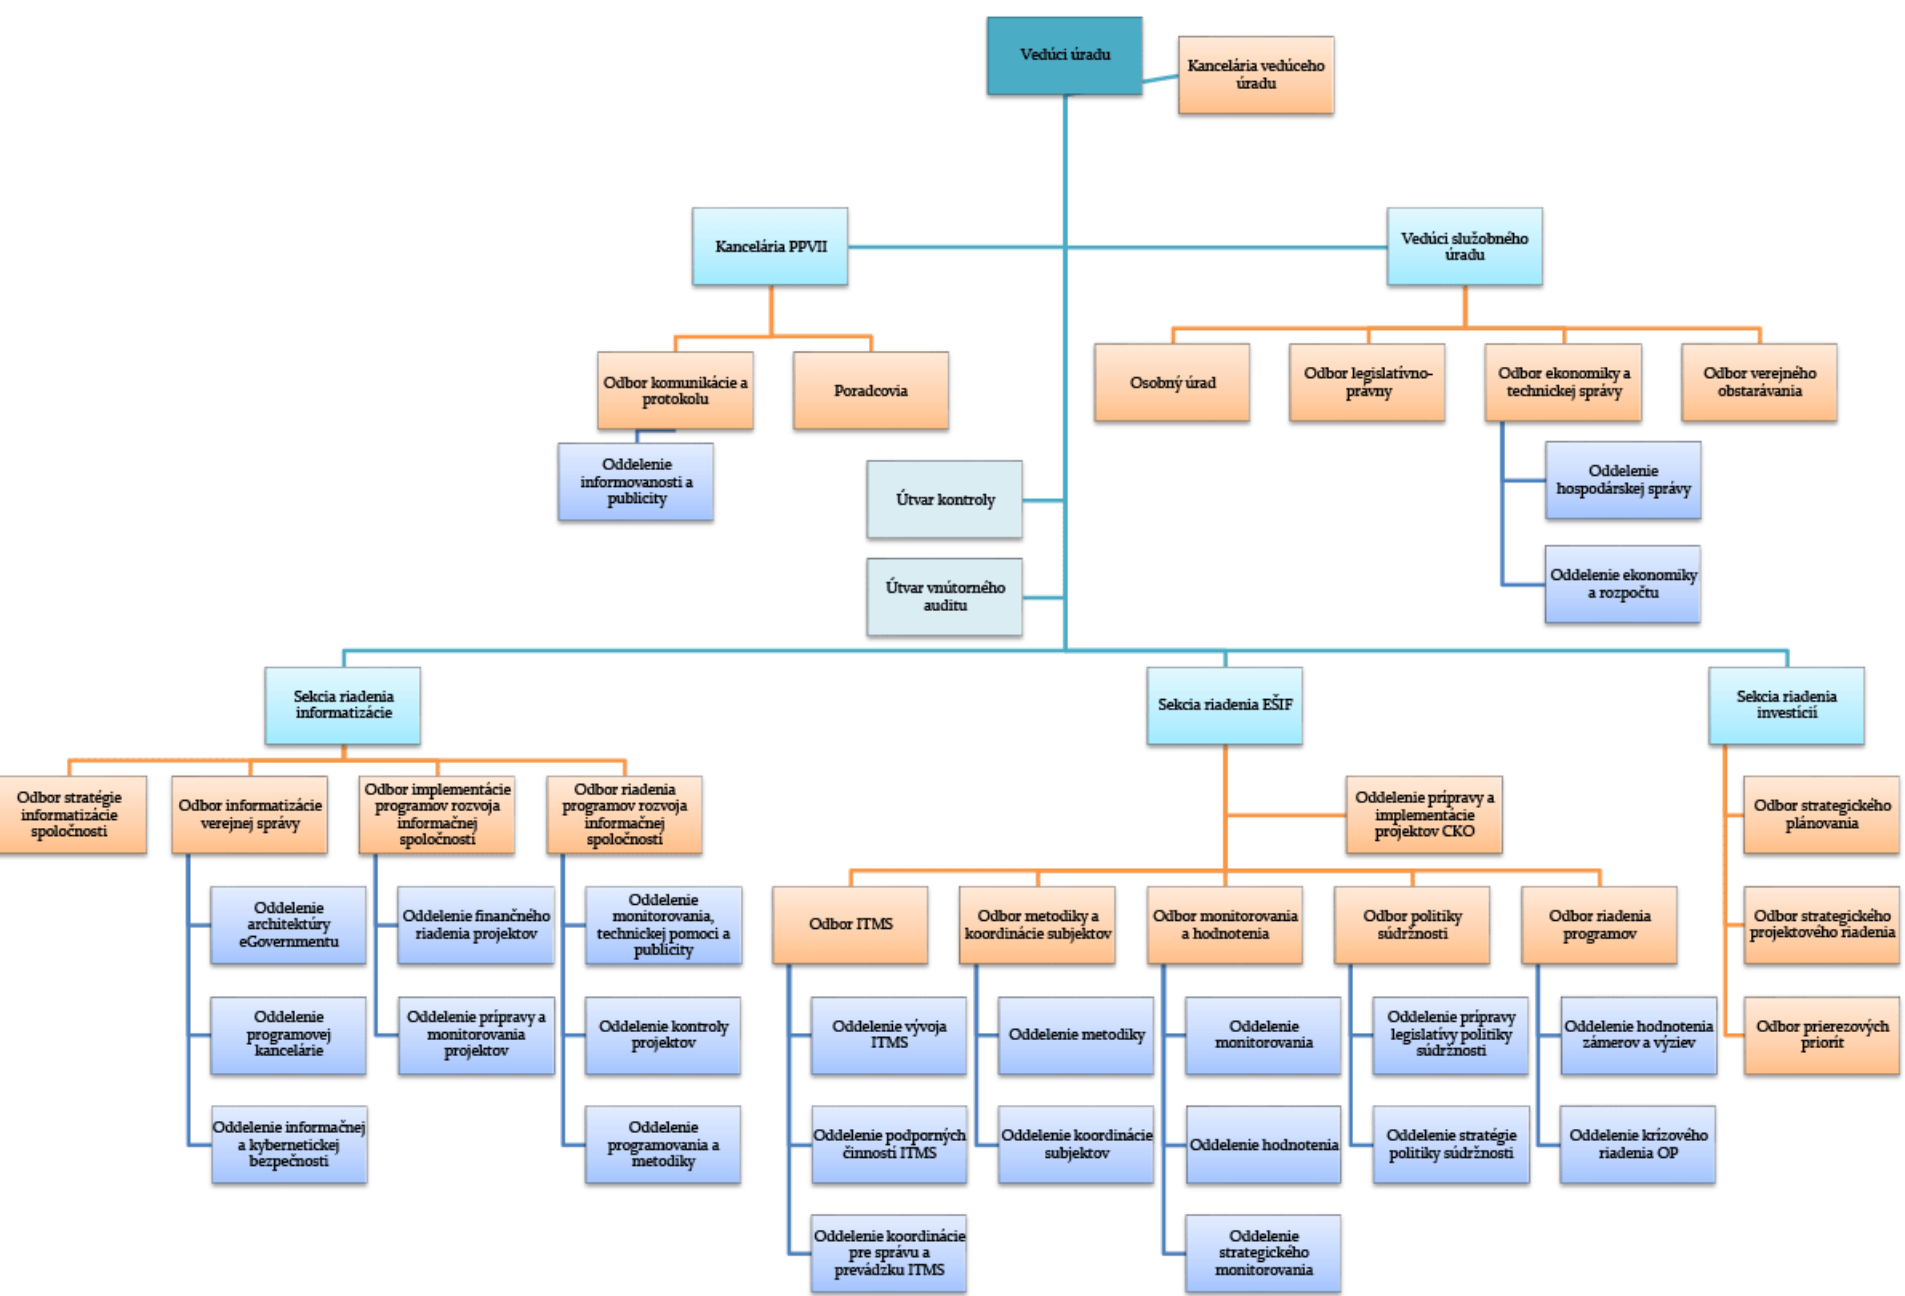 Vedúci úradu
Kancelária vedúceho
úradu
Kancelária PPVII
Vedúci služobného
úradu
Odbor komunikácie a
protokolu
Poradcovia
Osobný úrad
Odbor legislatívno-
právny
Odbor ekonomiky a
technickej správy
Odbor verejného
obstarávania
Oddelenie
informovanosti a
publicity
Útvar kontroly
Oddelenie
hospodárskej správy
Útvar vnútorného
auditu
Oddelenie ekonomiky
a rozpočtu
Sekcia riadenia
informatizácie
Sekcia riadenia EŠIF
Sekcia riadenia
investícií
Odbor stratégie
informatizácie
spoločnosti
Odbor informatizácie
verejnej správy
Odbor implementácie
programov rozvoja
informačnej
spoločnosti
Odbor riadenia
programov rozvoja
informačnej
spoločnosti
Oddelenie prípravy a
implementácie
projektov CKO
Odbor strategického
plánovania
Oddelenie
architektúry
eGovernmentu
Oddelenie finančného
riadenia projektov
Oddelenie
monitorovania,
technickej pomoci a
publicity
Odbor ITMS
Odbor metodiky a
koordinácie subjektov
Odbor monitorovania
a hodnotenia
Odbor politiky
súdržnosti
Odbor riadenia
programov
Odbor strategického
projektového riadenia
Oddelenie
programovej
kancelárie
Oddelenie prípravy a
monitorovania
projektov
Oddelenie kontroly
projektov
Oddelenie vývoja
ITMS
Oddelenie metodiky
Oddelenie
monitorovania
Oddelenie prípravy
legislatívy politiky
súdržnosti
Oddelenie hodnotenia
zámerov a výziev
Odbor prierezových
priorít
Oddelenie informačnej
a kybernetickej
bezpečnosti
Oddelenie
programovania a
metodiky
Oddelenie podporných
činností ITMS
Oddelenie koordinácie
subjektov
Oddelenie hodnotenia
Oddelenie stratégie
politiky súdržnosti
Oddelenie krízového
riadenia OP
Oddelenie koordinácie
pre správu a
prevádzku ITMS
Oddelenie
strategického
monitorovania